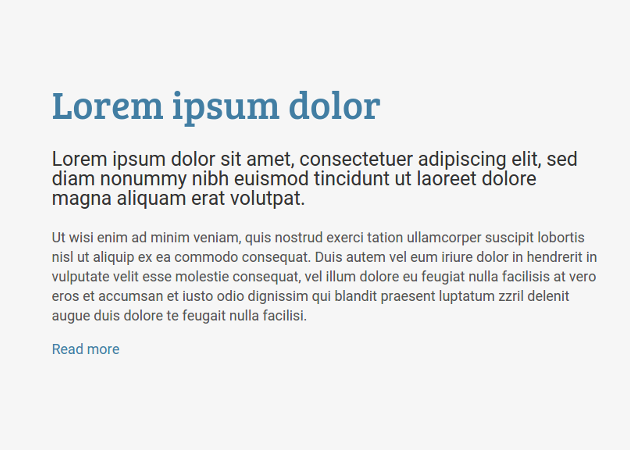 Lorem ipsum dolor
Lorem ipsum dolor sit amet, consectetuer adipiscing elit, sed
diam nonummy nibh euismod tincidunt ut laoreet dolore
magna aliquam erat volutpat.
Ut wisi enim ad minim veniam, quis nostrud exerci tation ullamcorper suscipit lobortis
nisl ut aliquip ex ea commodo consequat. Duis autem vel eum iriure dolor in hendrerit in
vulputate velit esse molestie consequat, vel illum dolore eu feugiat nulla facilisis at vero
eros et accumsan et iusto odio dignissim qui blandit praesent luptatum zzril delenit
augue duis dolore te feugait nulla facilisi.
Read more